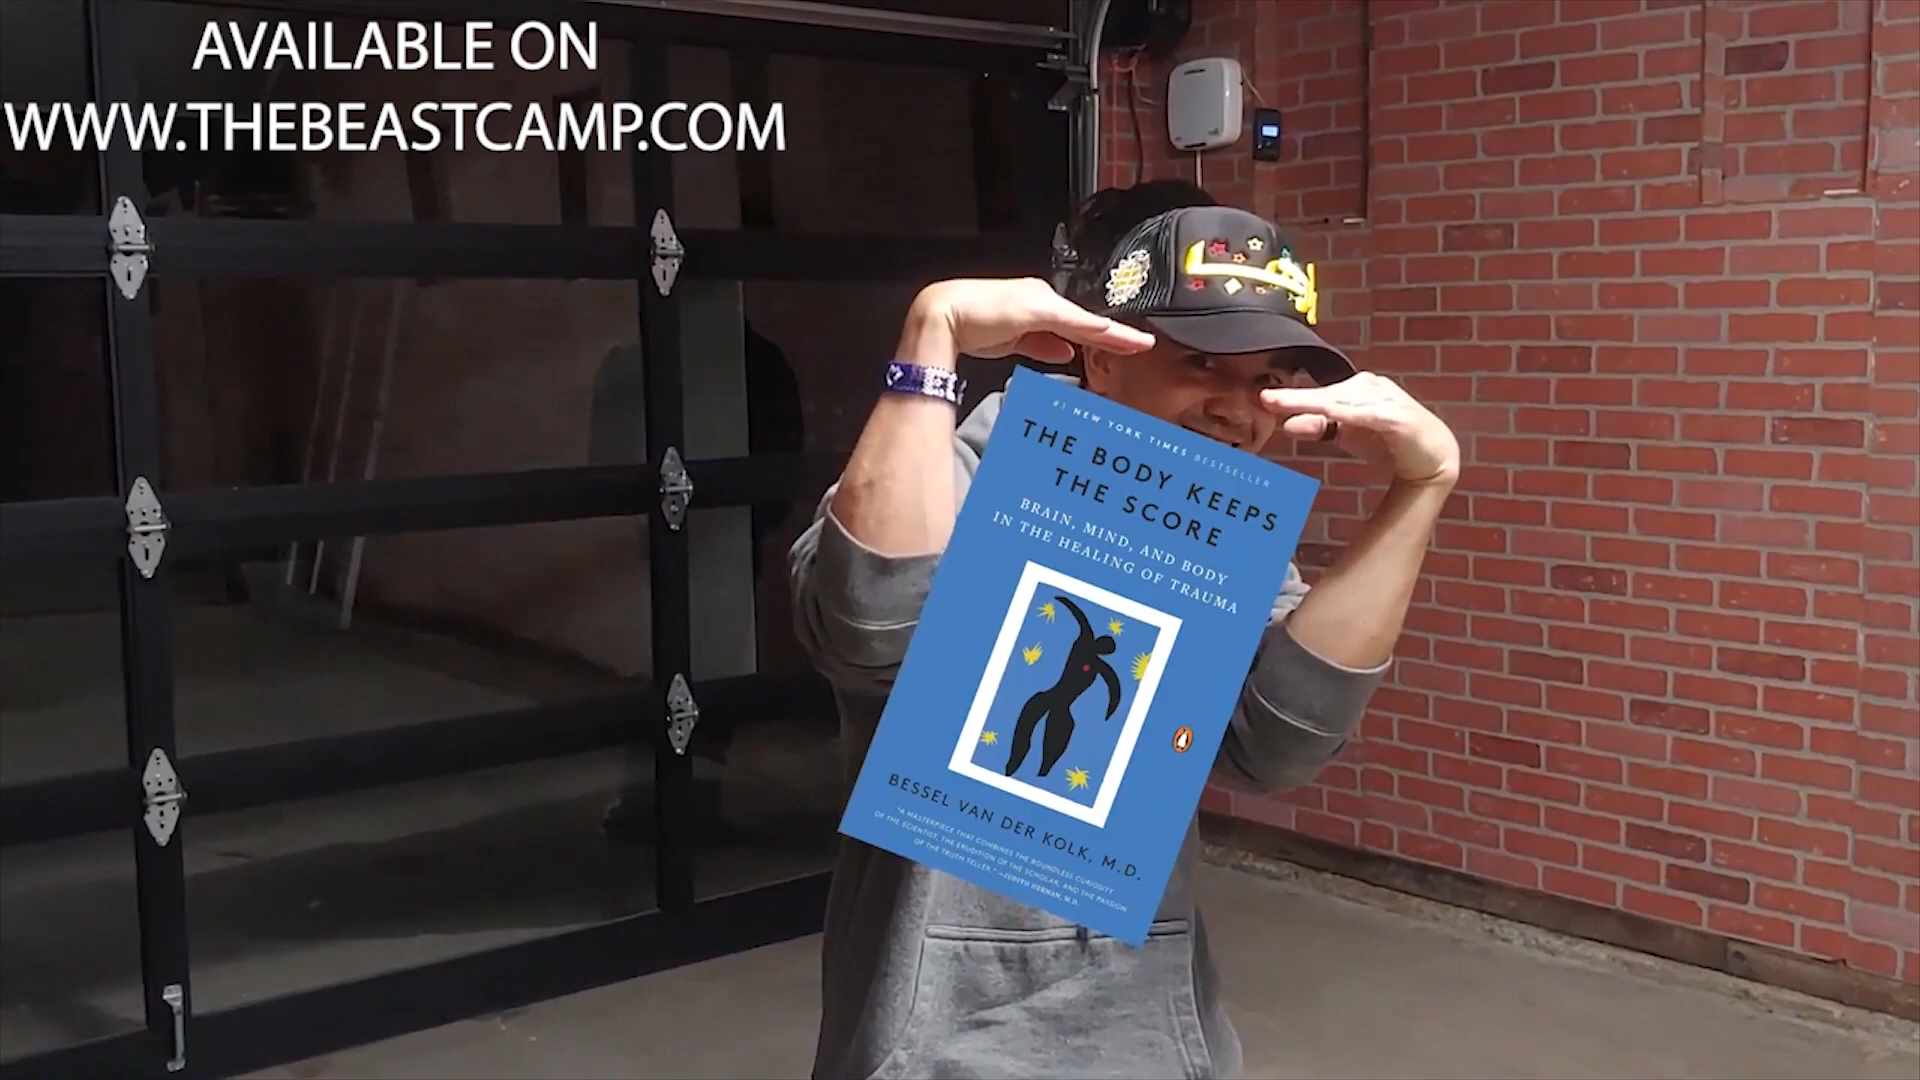 AVAILABLE ON
WWW.THEBEASTCAMP.COM
#1 NEW YORK TIMES BESTSELLER
THE BODY KEEPS
THE SCORE
BRAIN, MIND, AND BODY
IN THE HEALING OF TRAUMA
BESSEL VAN DER KOLK, M.D.
"A MASTERPIECE THAT COMBINES THE BOUNDLESS CURIOSITY
OF THE SCIENTIST, THE ERUDITION OF THE SCHOLAR, AND THE PASSION
OF THE TRUTH TELLER." —JUDITH HERMAN, M.D.